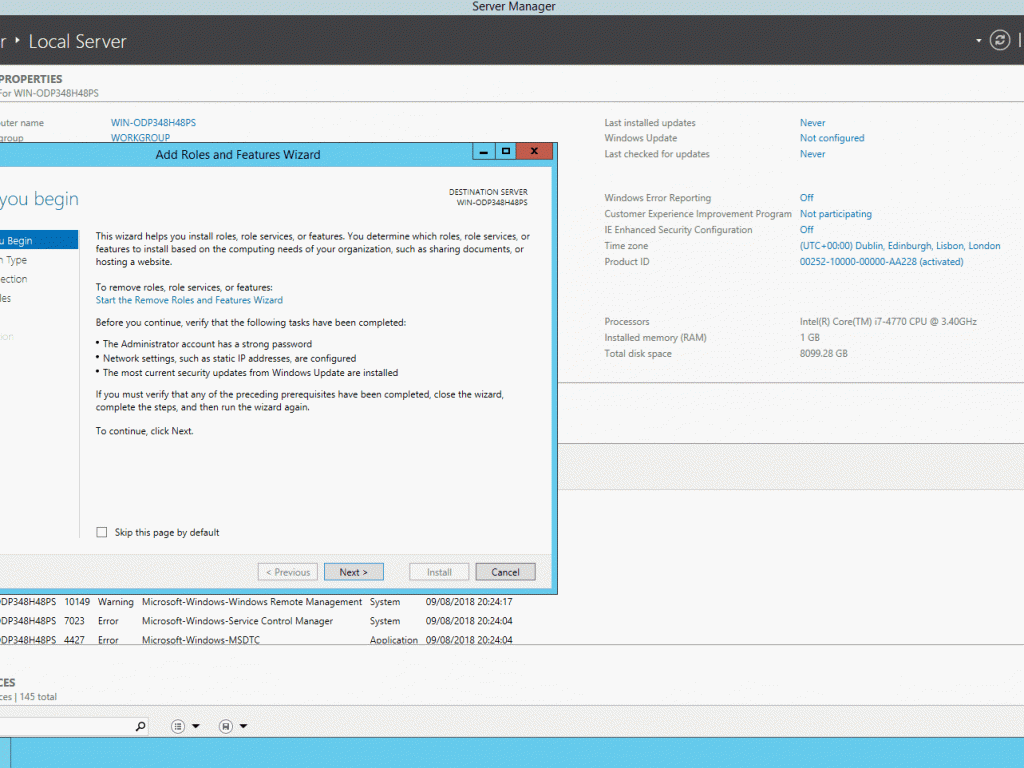 Server Manager
r ‣ Local Server
PROPERTIES
For WIN-ODP348H48PS
uter name WIN-ODP348H48PS
group WORKGROUP
Last installed updates Never
Windows Update Not configured
Last checked for updates Never
Windows Error Reporting Off
Customer Experience Improvement Program Not participating
IE Enhanced Security Configuration Off
Time zone (UTC+00:00) Dublin, Edinburgh, Lisbon, London
Product ID 00252-10000-00000-AA228 (activated)
Processors Intel(R) Core(TM) i7-4770 CPU @ 3.40GHz
Installed memory (RAM) 1 GB
Total disk space 8099.28 GB
Add Roles and Features Wizard
you begin
DESTINATION SERVER
WIN-ODP348H48PS
u Begin
n Type
ection
les
ion
This wizard helps you install roles, role services, or features. You determine which roles, role services, or
features to install based on the computing needs of your organization, such as sharing documents, or
hosting a website.
To remove roles, role services, or features:
Start the Remove Roles and Features Wizard
Before you continue, verify that the following tasks have been completed:
• The Administrator account has a strong password
• Network settings, such as static IP addresses, are configured
• The most current security updates from Windows Update are installed
If you must verify that any of the preceding prerequisites have been completed, close the wizard,
complete the steps, and then run the wizard again.
To continue, click Next.
Skip this page by default
< Previous Next > Install Cancel
ODP348H48PS 10149 Warning Microsoft-Windows-Windows Remote Management System 09/08/2018 20:24:17
ODP348H48PS 7023 Error Microsoft-Windows-Service Control Manager System 09/08/2018 20:24:04
ODP348H48PS 4427 Error Microsoft-Windows-MSDTC Application 09/08/2018 20:24:04
CES
ces | 145 total